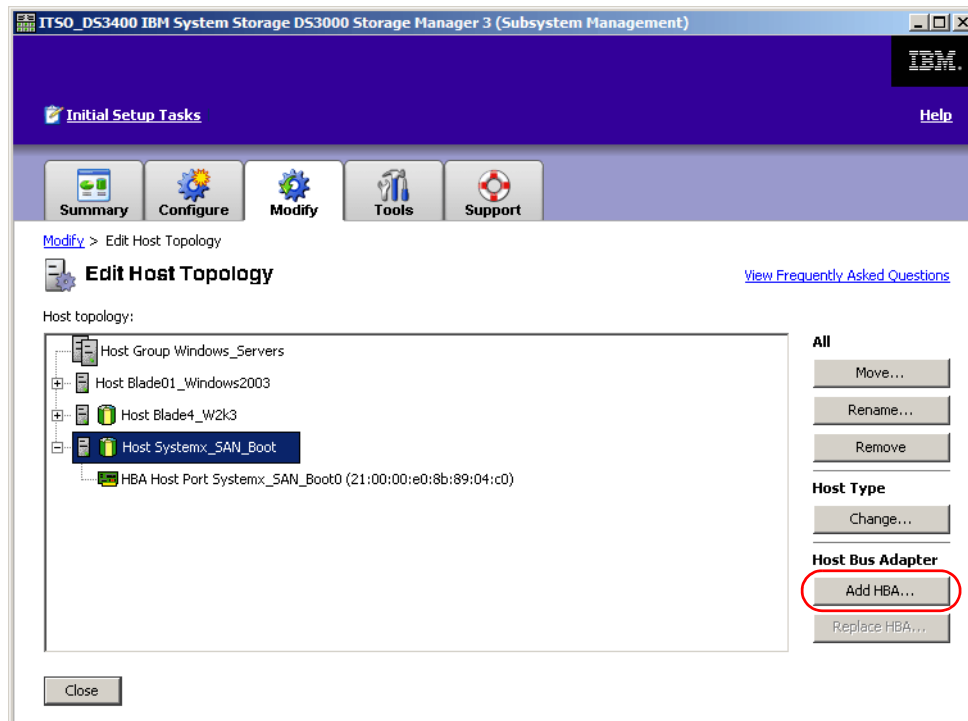 ITSO_DS3400 IBM System Storage DS3000 Storage Manager 3 (Subsystem Management)
IBM.
Initial Setup Tasks
Help
Summary
Configure
Modify
Tools
Support
Modify > Edit Host Topology
Edit Host Topology
View Frequently Asked Questions
Host topology:
Host Group Windows_Servers
Host Blade01_Windows2003
Host Blade4_W2k3
Host Systemx_SAN_Boot
HBA Host Port Systemx_SAN_Boot0 (21:00:00:e0:8b:89:04:c0)
All
Move...
Rename...
Remove
Host Type
Change...
Host Bus Adapter
Add HBA...
Replace HBA...
Close